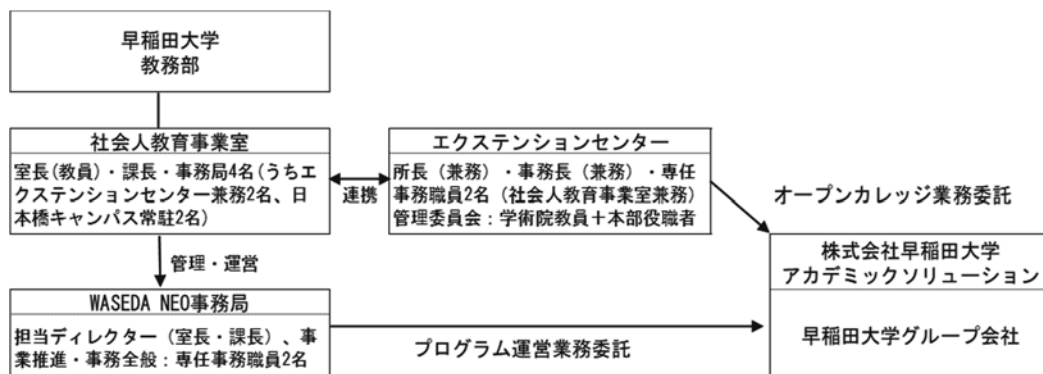 早稲田大学
教務部
社会人教育事業室
室長(教員)・課長・事務局4名(うちエ
クステンションセンター兼務2名、日
本橋キャンパス常駐2名)
連携
エクステンションセンター
所長(兼務)・事務長(兼務)・専任
事務職員2名(社会人教育事業室兼務)
管理委員会:学術院教員+本部役職者
オープンカレッジ業務委託
管理・運営
WASEDA NEO事務局
担当ディレクター(室長・課長)、事
業推進・事務全般:専任事務職員2名
プログラム運営業務委託
株式会社早稲田大学
アカデミックソリューション
早稲田大学グループ会社